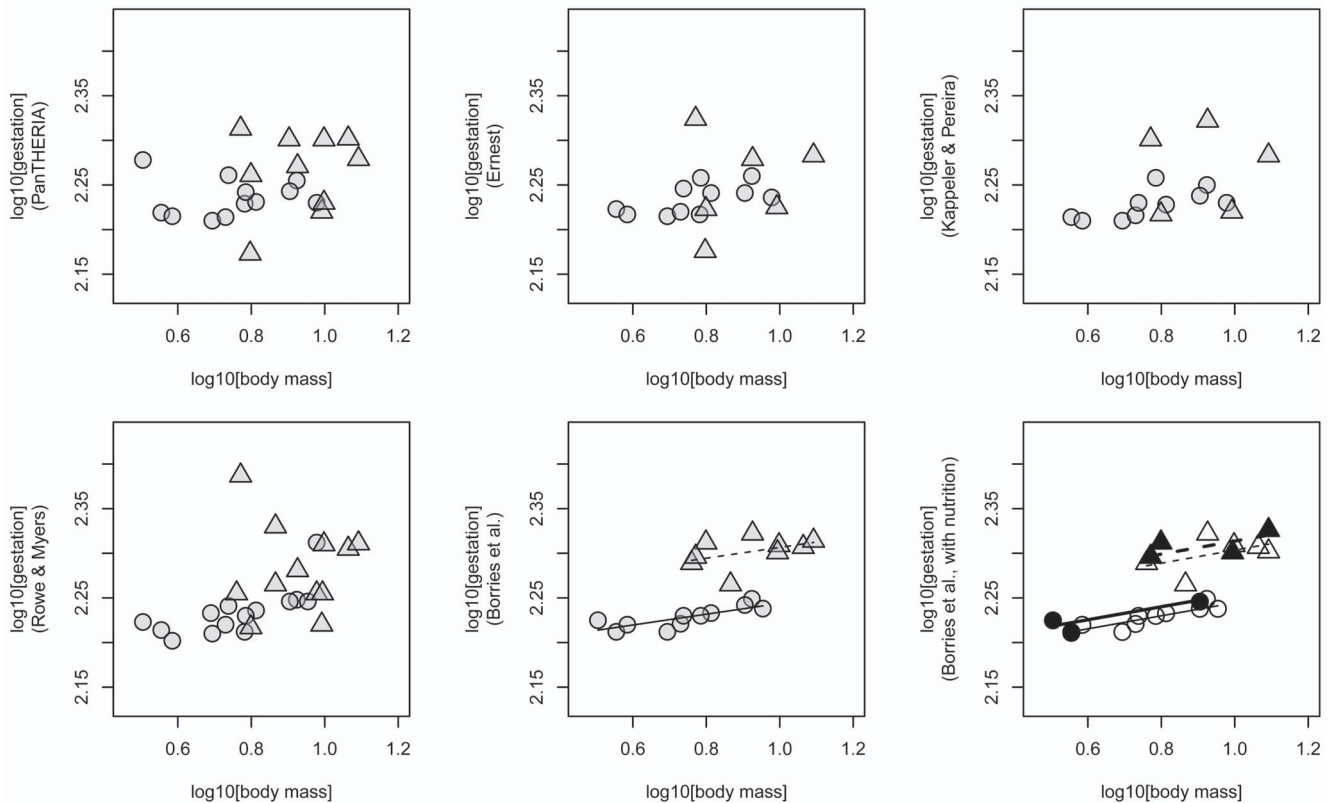 log10[gestation]
(PanTHERIA)
2.35
2.25
2.15
0.6 0.8 1.0 1.2
log10[body mass]
log10[gestation]
(Ernest)
2.35
2.25
2.15
0.6 0.8 1.0 1.2
log10[body mass]
log10[gestation]
(Kappeler & Pereira)
2.35
2.25
2.15
0.6 0.8 1.0 1.2
log10[body mass]
log10[gestation]
(Rowe & Myers)
2.35
2.25
2.15
0.6 0.8 1.0 1.2
log10[body mass]
log10[gestation]
(Borries et al.)
2.35
2.25
2.15
0.6 0.8 1.0 1.2
log10[body mass]
log10[gestation]
(Borries et al., with nutrition)
2.35
2.25
2.15
0.6 0.8 1.0 1.2
log10[body mass]